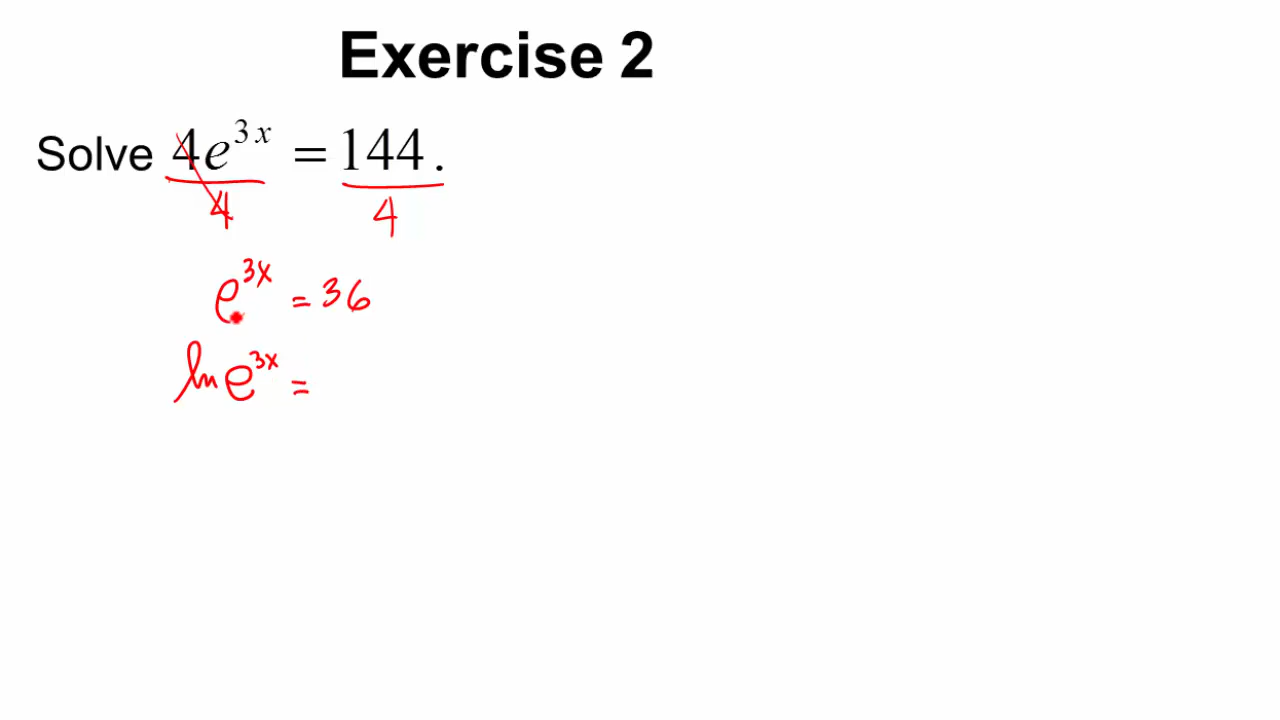 Exercise 2
Solve 4e^{3x} = 144 .
4 4
e^{3x} = 36
ln e^{3x} =